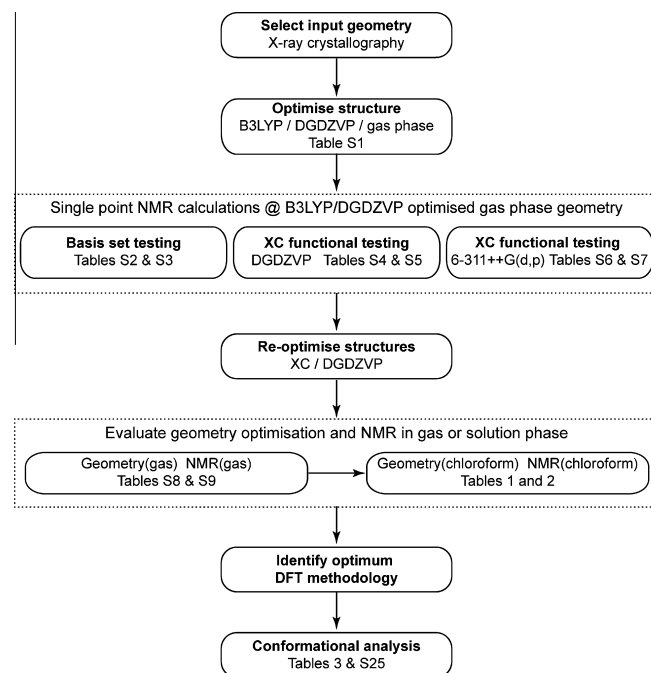 Select input geometry
X-ray crystallography
Optimise structure
B3LYP / DGDZVP / gas phase
Table S1
Single point NMR calculations @ B3LYP/DGDZVP optimised gas phase geometry
Basis set testing
Tables S2 & S3
XC functional testing
DGDZVP Tables S4 & S5
XC functional testing
6-311++G(d,p) Tables S6 & S7
Re-optimise structures
XC / DGDZVP
Evaluate geometry optimisation and NMR in gas or solution phase
Geometry(gas) NMR(gas)
Tables S8 & S9
Geometry(chloroform) NMR(chloroform)
Tables 1 and 2
Identify optimum
DFT methodology
Conformational analysis
Tables 3 & S25